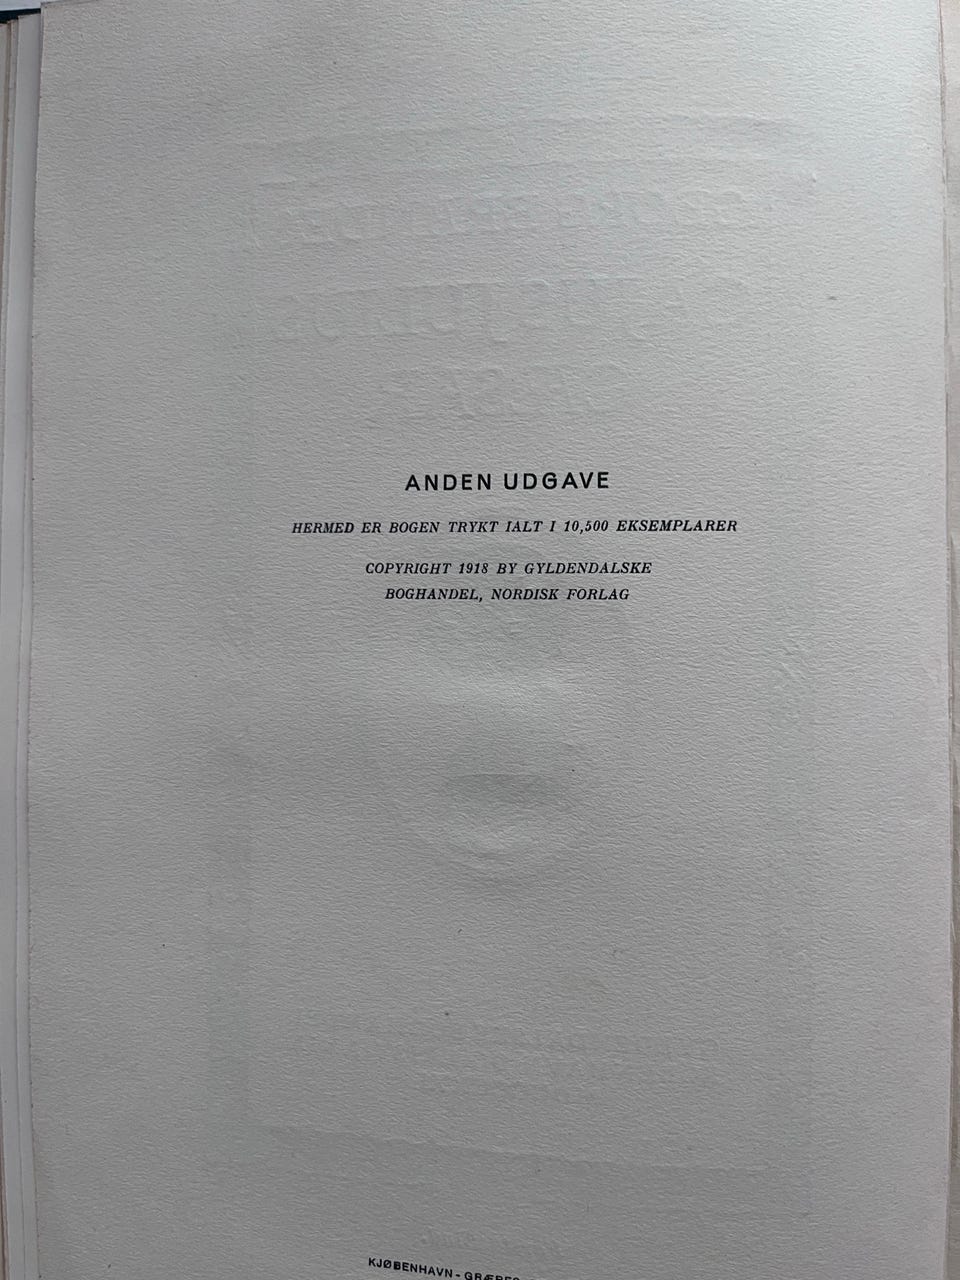 ANDEN UDGAVE
HERMED ER BOGEN TRYKT IALT I 10,500 EKSEMPLARER
COPYRIGHT 1918 BY GYLDENDALSKE
BOGHANDEL, NORDISK FORLAG
KJØBENHAVN -